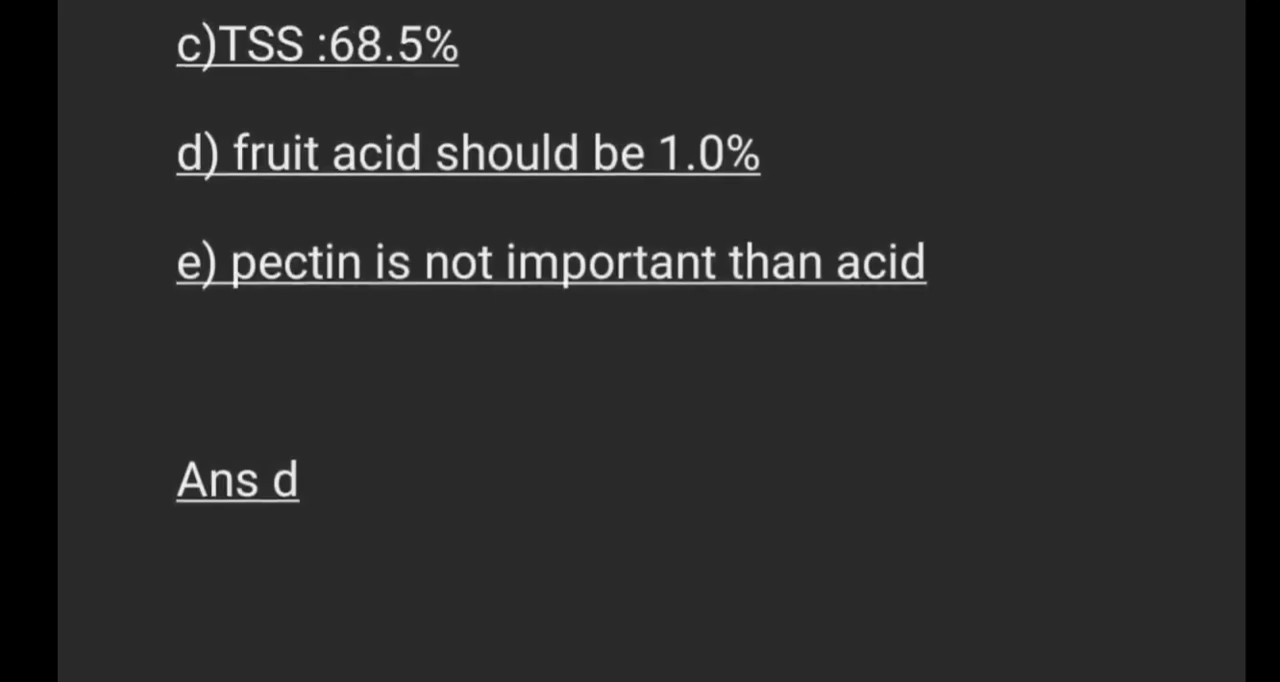 c)TSS :68.5%
d) fruit acid should be 1.0%
e) pectin is not important than acid
Ans d